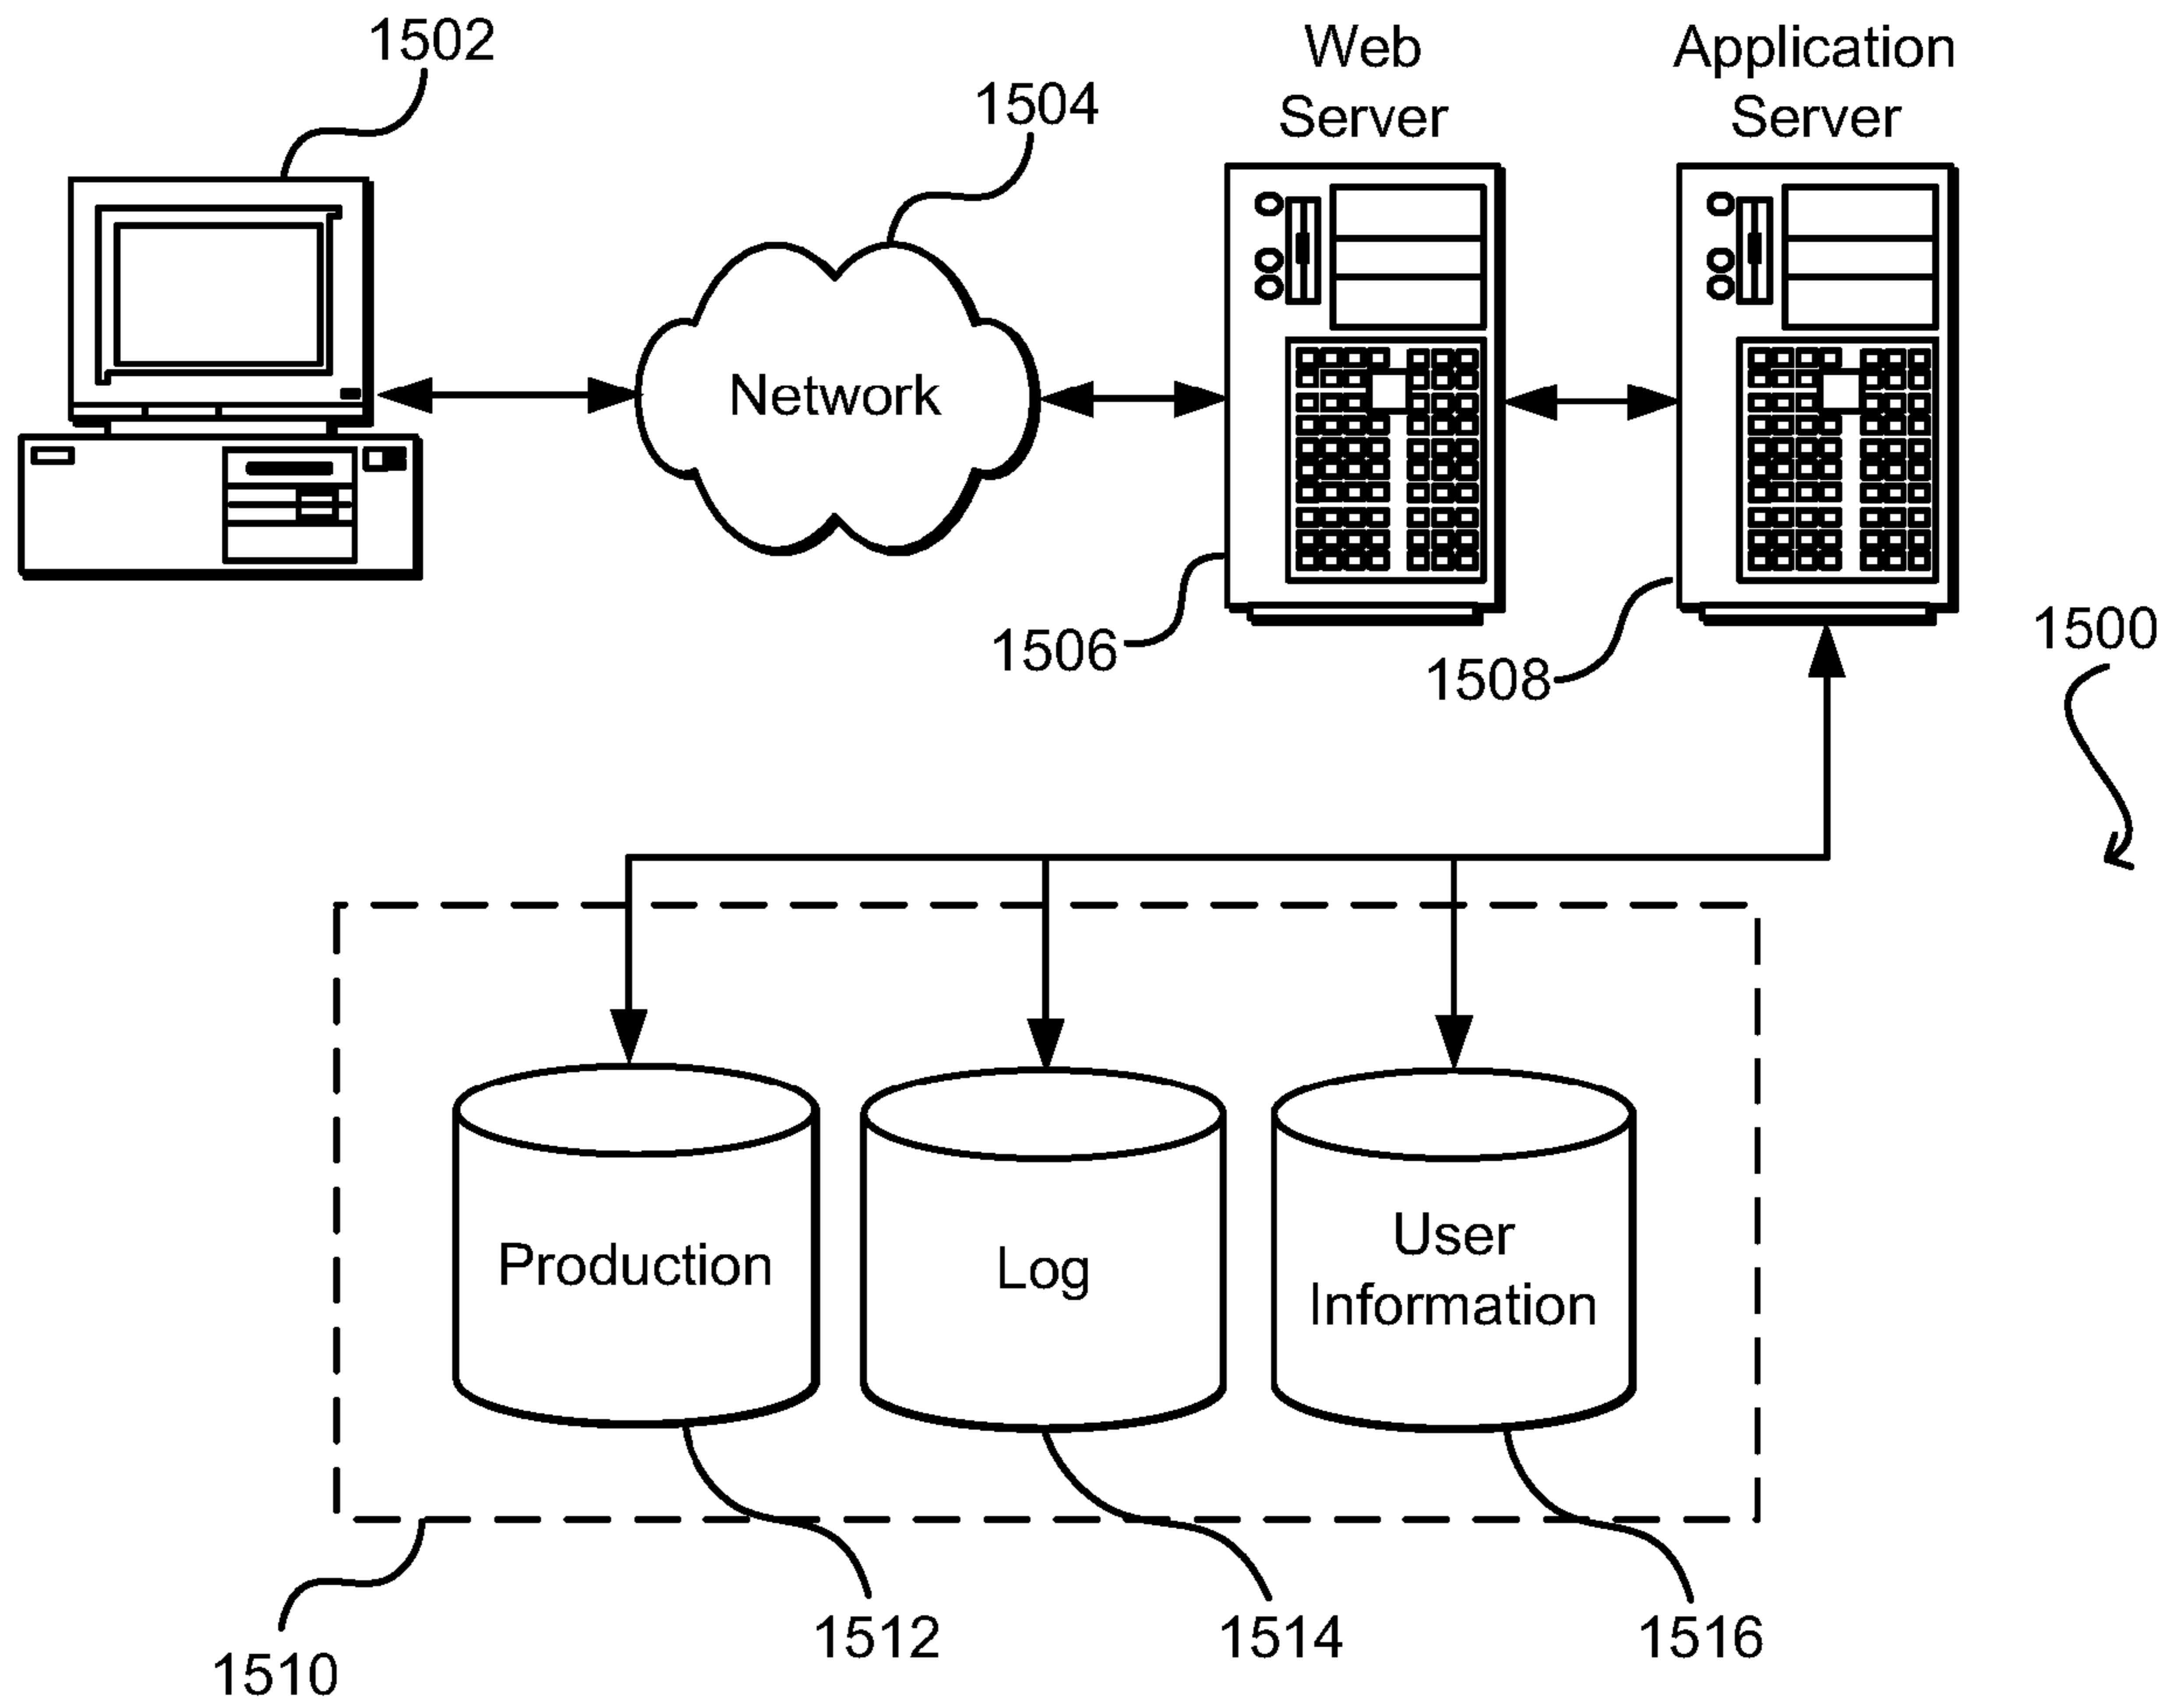 1502
1504
Web
Server
Application
Server
Network
1506
1508
1500
Production
Log
User
Information
1510
1512
1514
1516